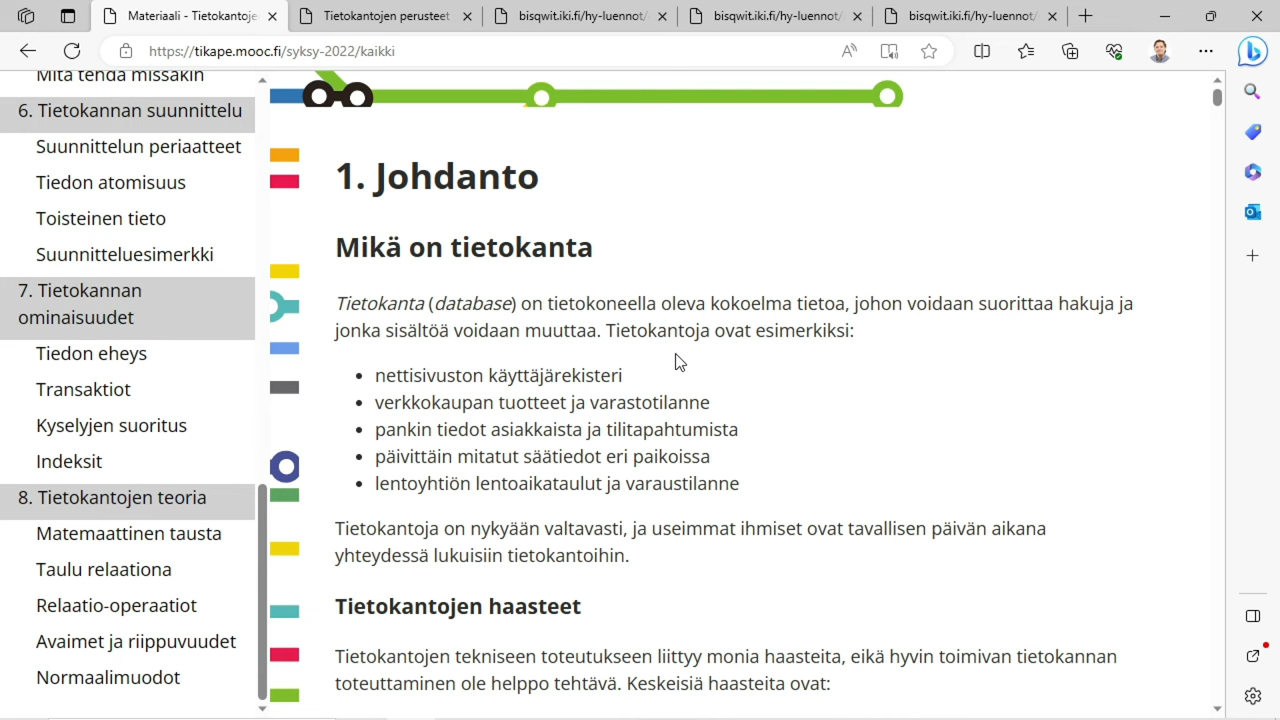 Materiaali - Tietokantoje
Tietokantojen perusteet
bisqwit.iki.fi/hy-luennot/
bisqwit.iki.fi/hy-luennot/
bisqwit.iki.fi/hy-luennot/
https://tikape.mooc.fi/syksy-2022/kaikki
Mitä tehdä missäkin
6. Tietokannan suunnittelu
Suunnittelun periaatteet
Tiedon atomisuus
Toisteinen tieto
Suunnitteluesimerkki
7. Tietokannan
ominaisuudet
Tiedon eheys
Transaktiot
Kyselyjen suoritus
Indeksit
8. Tietokantojen teoria
Matemaattinen tausta
Taulu relaationa
Relaatio-operaatiot
Avaimet ja riippuvuudet
Normaalimuodot
1. Johdanto
Mikä on tietokanta
Tietokanta (database) on tietokoneella oleva kokoelma tietoa, johon voidaan suorittaa hakuja ja
jonka sisältöä voidaan muuttaa. Tietokantoja ovat esimerkiksi:
• nettisivuston käyttäjärekisteri
• verkkokaupan tuotteet ja varastotilanne
• pankin tiedot asiakkaista ja tilitapahtumista
• päivittäin mitatut säätiedot eri paikoissa
• lentoyhtiön lentoaikataulut ja varaustilanne
Tietokantoja on nykyään valtavasti, ja useimmat ihmiset ovat tavallisen päivän aikana
yhteydessä lukuisiin tietokantoihin.
Tietokantojen haasteet
Tietokantojen tekniseen toteutukseen liittyy monia haasteita, eikä hyvin toimivan tietokannan
toteuttaminen ole helppo tehtävä. Keskeisiä haasteita ovat: